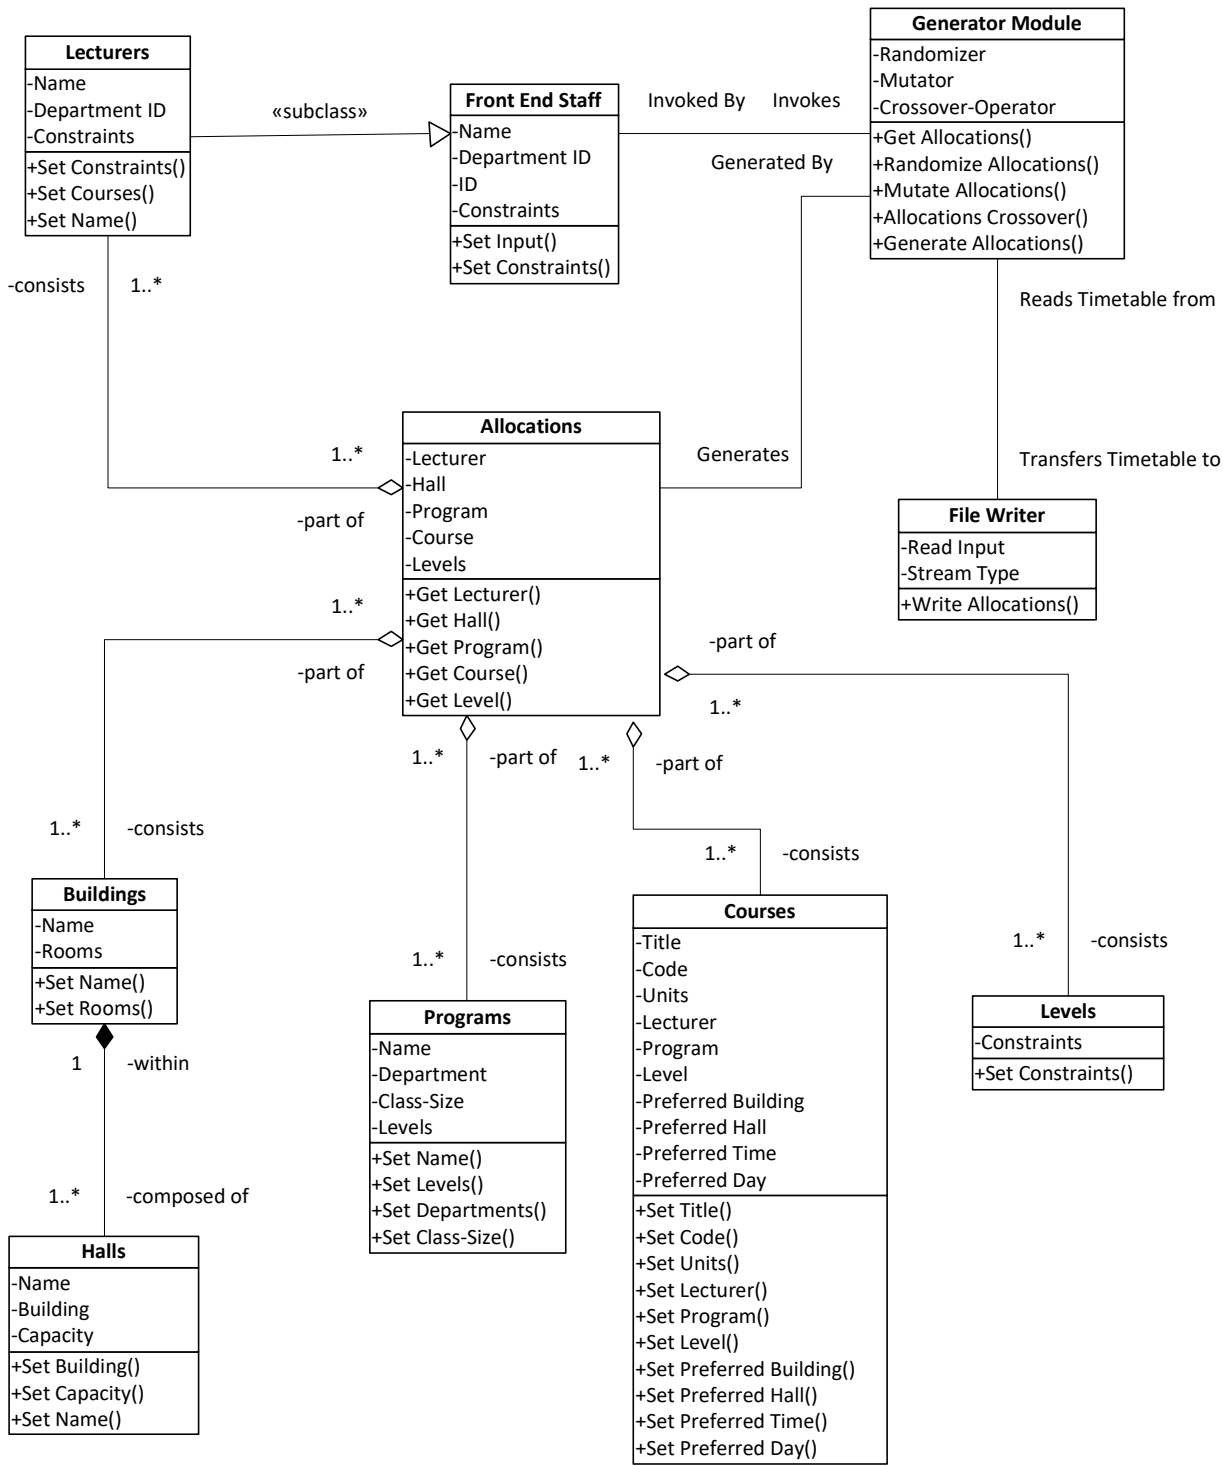 Lecturers
-Name
-Department ID
-Constraints
+Set Constraints()
+Set Courses()
+Set Name()
«subclass»
Front End Staff
-Name
-Department ID
-ID
-Constraints
+Set Input()
+Set Constraints()
Invoked By
Invokes
Generated By
Generator Module
-Randomizer
-Mutator
-Crossover-Operator
+Get Allocations()
+Randomize Allocations()
+Mutate Allocations()
+Allocations Crossover()
+Generate Allocations()
-consists
1..*
Reads Timetable from
1..*
-part of
Allocations
-Lecturer
-Hall
-Program
-Course
-Levels
+Get Lecturer()
+Get Hall()
+Get Program()
+Get Course()
+Get Level()
Generates
Transfers Timetable to
File Writer
-Read Input
-Stream Type
+Write Allocations()
1..*
-part of
-part of
1..*
1..*
-part of
1..*
-part of
1..*
-consists
1..*
-consists
Buildings
-Name
-Rooms
+Set Name()
+Set Rooms()
1..*
-consists
1..*
-consists
Programs
-Name
-Department
-Class-Size
-Levels
+Set Name()
+Set Levels()
+Set Departments()
+Set Class-Size()
Courses
-Title
-Code
-Units
-Lecturer
-Program
-Level
-Preferred Building
-Preferred Hall
-Preferred Time
-Preferred Day
+Set Title()
+Set Code()
+Set Units()
+Set Lecturer()
+Set Program()
+Set Level()
+Set Preferred Building()
+Set Preferred Hall()
+Set Preferred Time()
+Set Preferred Day()
Levels
-Constraints
+Set Constraints()
1
-within
1..*
-composed of
Halls
-Name
-Building
-Capacity
+Set Building()
+Set Capacity()
+Set Name()